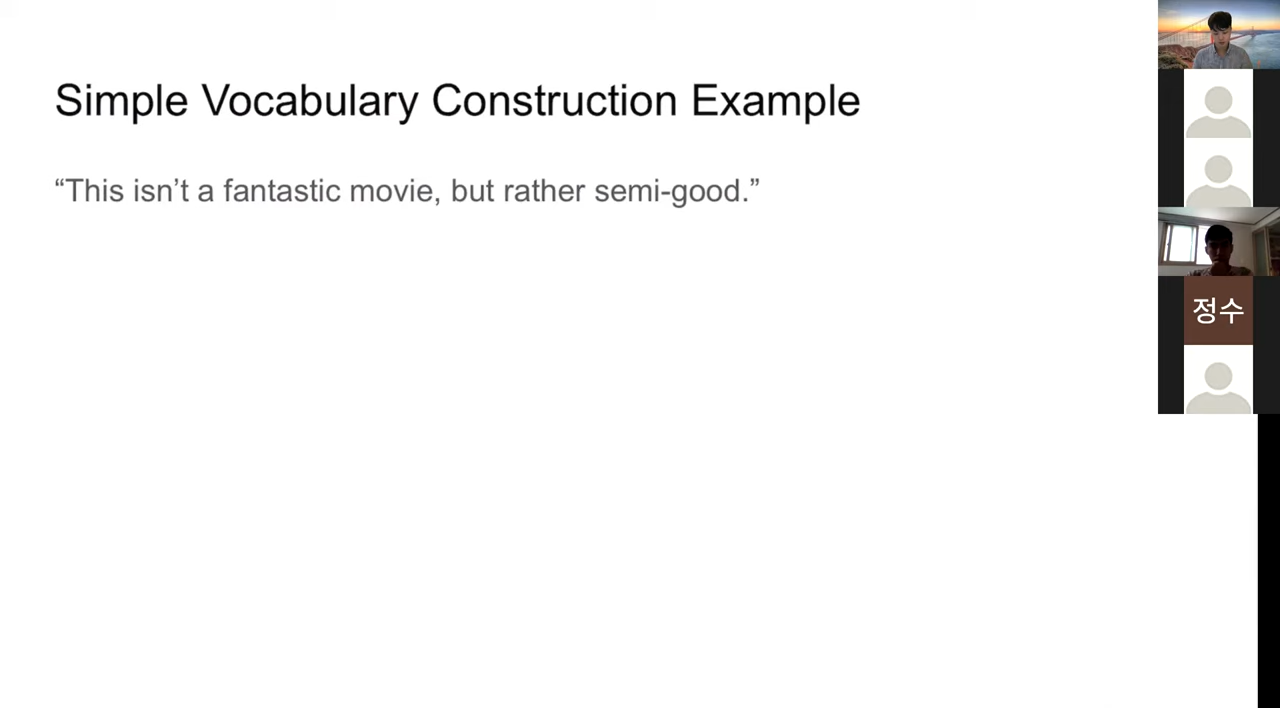 Simple Vocabulary Construction Example
“This isn’t a fantastic movie, but rather semi-good.”
정수